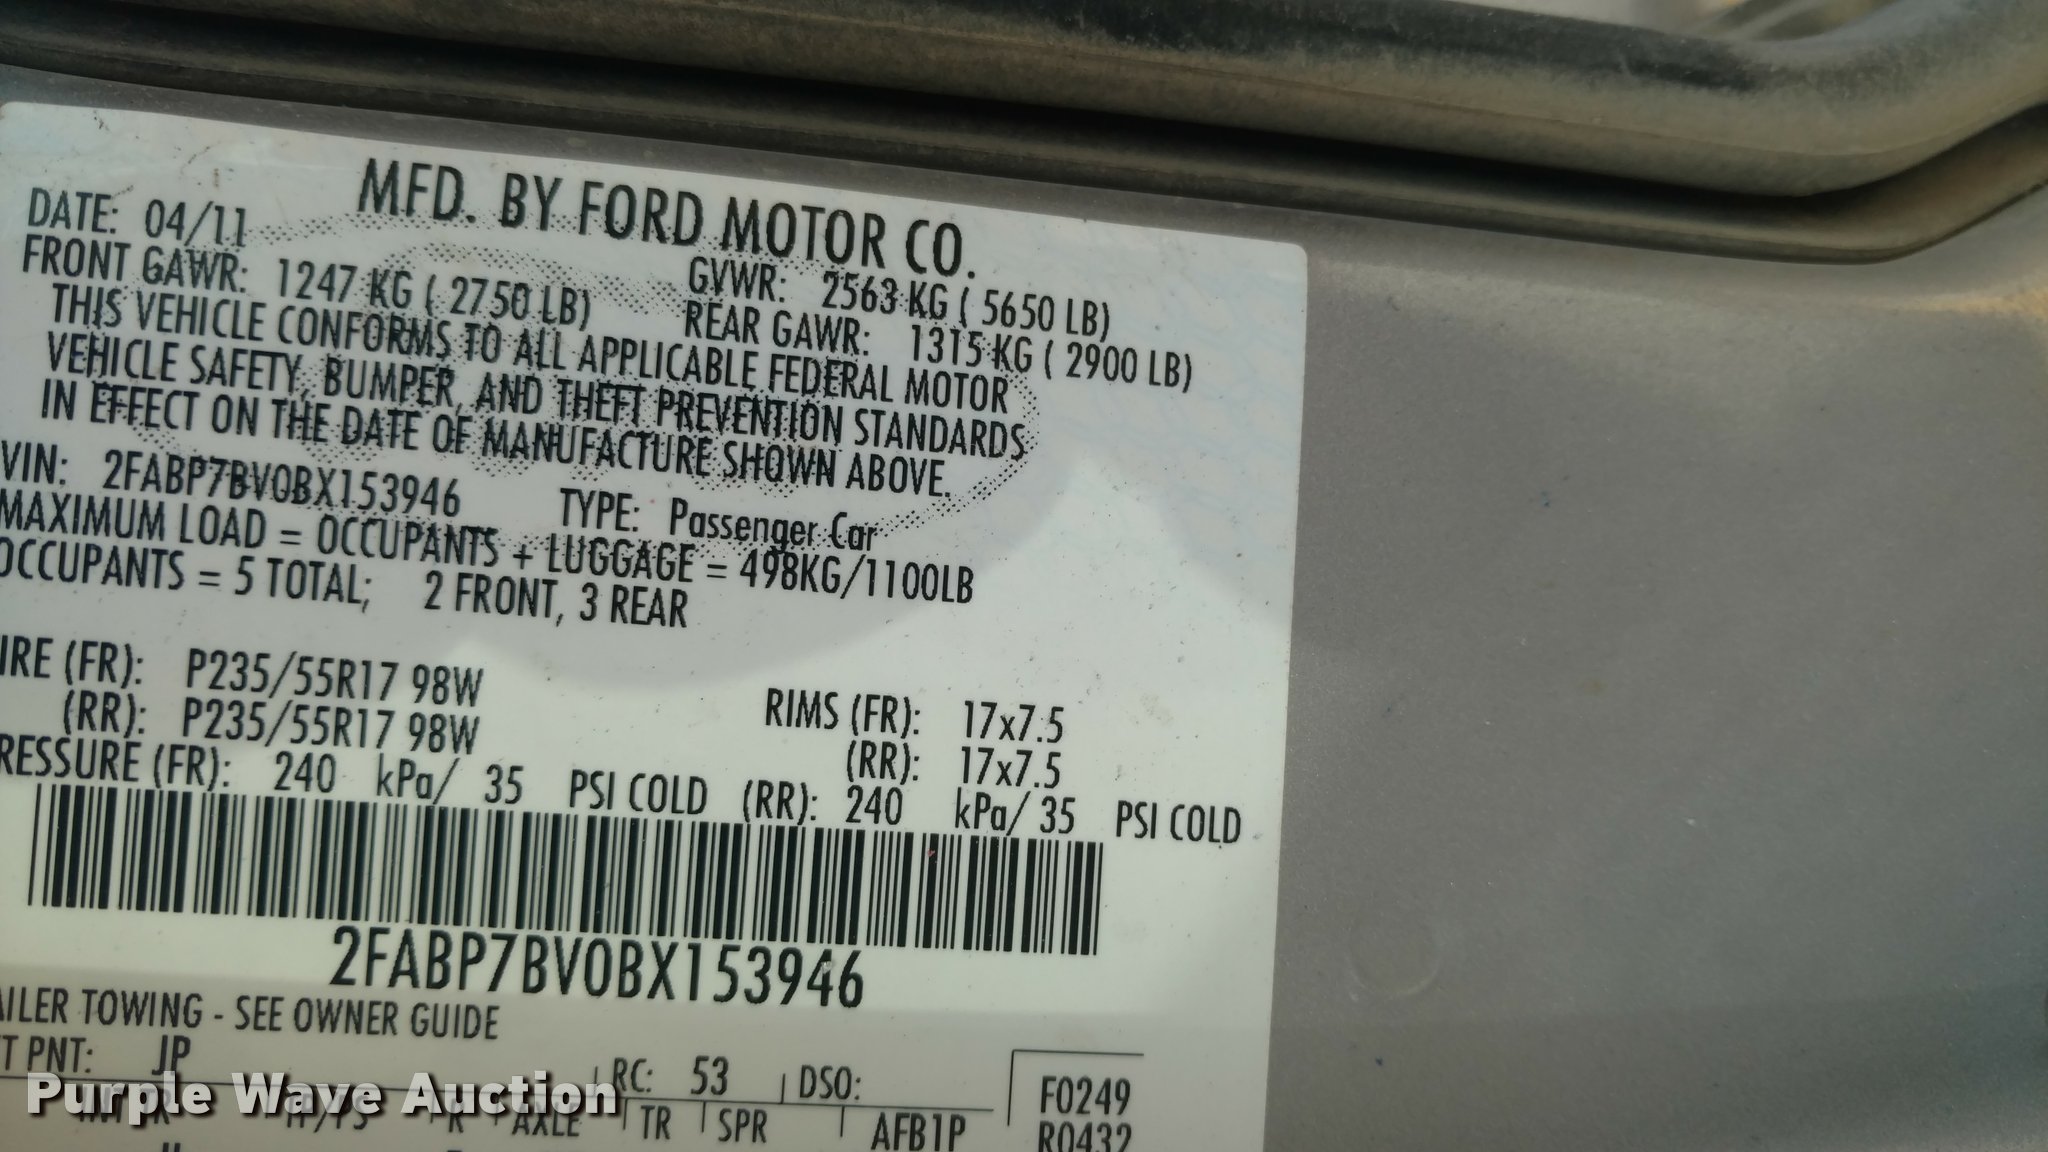 MFD. BY FORD MOTOR CO.
DATE: 04/11 GVWR: 2563 KG ( 5650 LB)
FRONT GAWR: 1247 KG ( 2750 LB) REAR GAWR: 1315 KG ( 2900 LB)
THIS VEHICLE CONFORMS TO ALL APPLICABLE FEDERAL MOTOR
VEHICLE SAFETY, BUMPER, AND THEFT PREVENTION STANDARDS
IN EFFECT ON THE DATE OF MANUFACTURE SHOWN ABOVE.
VIN: 2FABP7BV0BX153946 TYPE: Passenger Car
MAXIMUM LOAD = OCCUPANTS + LUGGAGE = 498KG/1100LB
OCCUPANTS = 5 TOTAL; 2 FRONT, 3 REAR
IRE (FR): P235/55R17 98W RIMS (FR): 17x7.5
(RR): P235/55R17 98W (RR): 17x7.5
RESSURE (FR): 240 kPa/ 35 PSI COLD (RR): 240 kPa/ 35 PSI COLD
2FABP7BV0BX153946
AILER TOWING - SEE OWNER GUIDE
T PNT: JP RC: 53 DSO: F0249
AXLE TR SPR AFB1P R0432
Purple Wave Auction